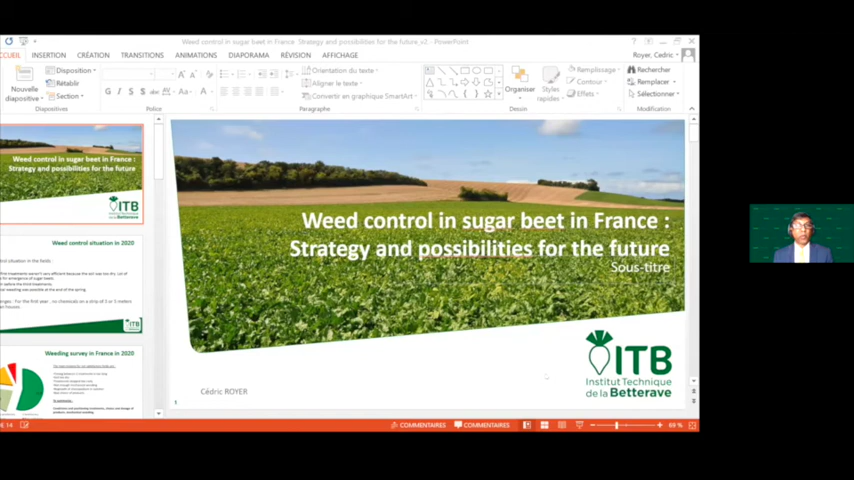 Weed control in sugar beet in France Strategy and possibilities for the future_v2 - PowerPoint
ACCUEIL INSERTION CRÉATION TRANSITIONS ANIMATIONS DIAPORAMA RÉVISION AFFICHAGE Royer, Cedric
Nouvelle
diapositive
Disposition
Rétablir
Section
Diapositives
G I S abc
Police
Orientation du texte
Aligner le texte
Convertir en graphique SmartArt
Paragraphe
Organiser
Styles
rapides
Remplissage
Contour
Effets
Dessin
Rechercher
Remplacer
Sélectionner
Modification
Weed control in sugar beet in France :
Strategy and possibilities for the future
ITB
Weed control situation in 2020
Weeding survey in France in 2020
Weed control in sugar beet in France :
Strategy and possibilities for the future
Sous-titre
ITB
Institut Technique
de la Betterave
Cédric ROYER
1
E 14
COMMENTAIRES COMMENTAIRES
69 %